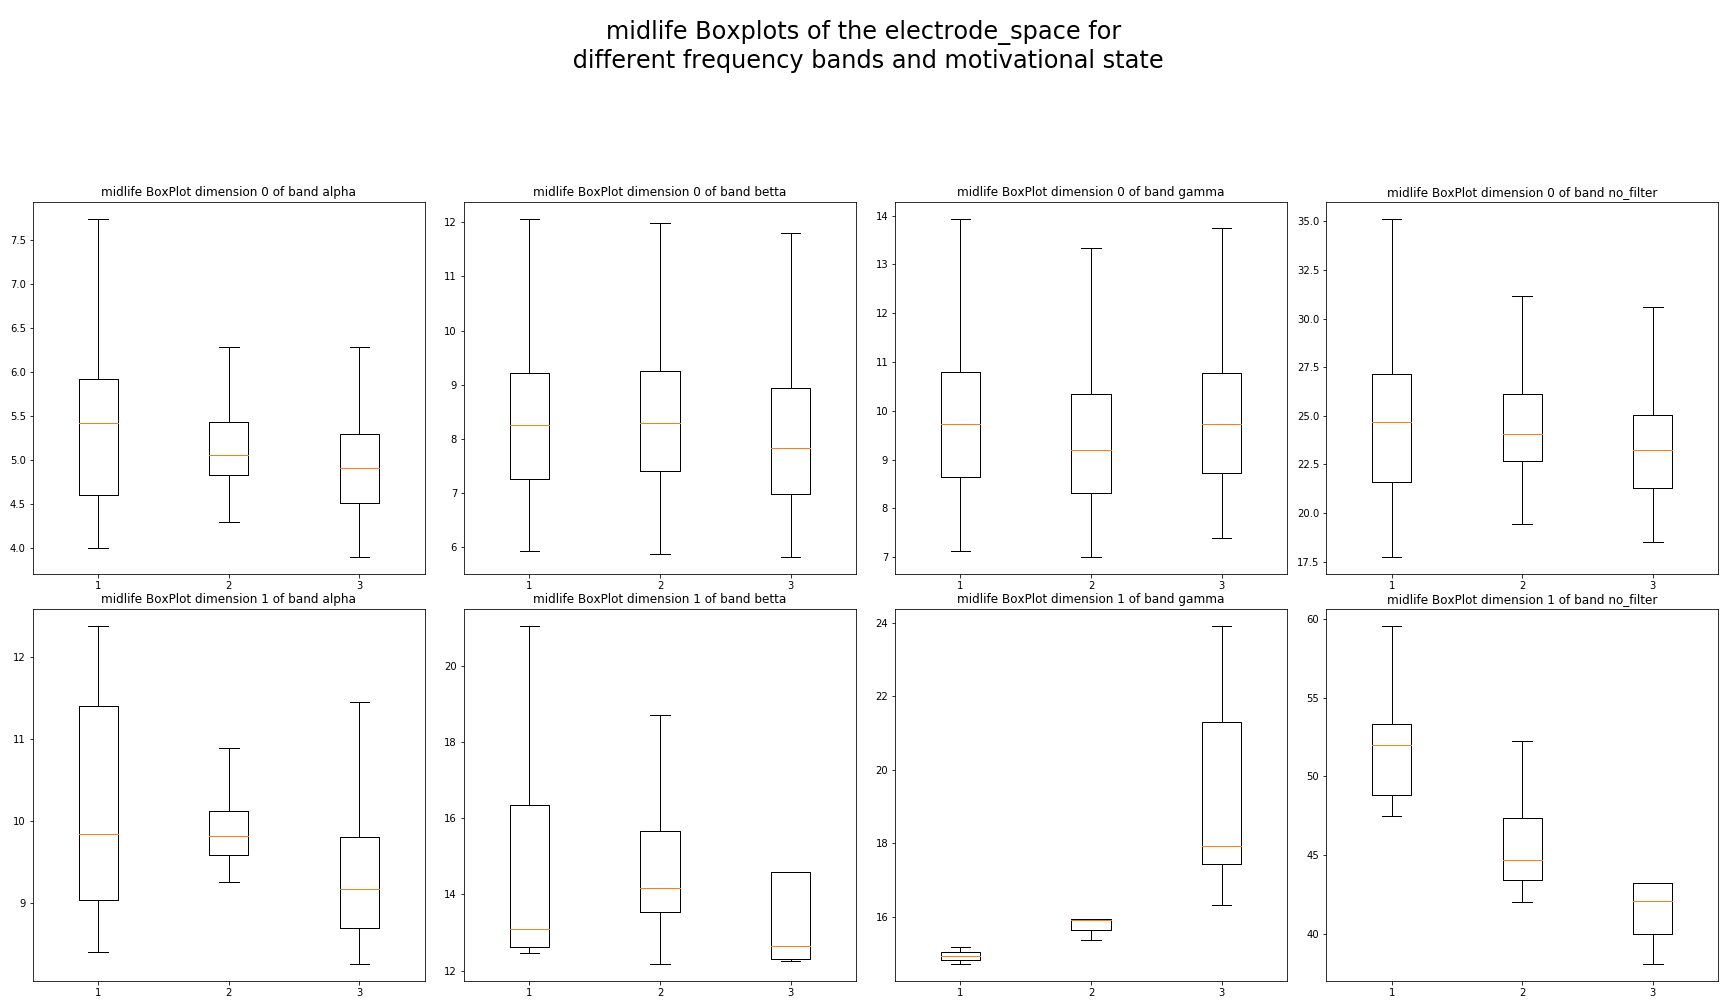 midlife Boxplots of the electrode_space for
different frequency bands and motivational state
midlife BoxPlot dimension 0 of band alpha
7.5
7.0
6.5
6.0
5.5
5.0
4.5
4.0
1 2 3
midlife BoxPlot dimension 0 of band betta
12
11
10
9
8
7
6
1 2 3
midlife BoxPlot dimension 0 of band gamma
14
13
12
11
10
9
8
7
1 2 3
midlife BoxPlot dimension 0 of band no_filter
35.0
32.5
30.0
27.5
25.0
22.5
20.0
17.5
1 2 3
midlife BoxPlot dimension 1 of band alpha
12
11
10
9
1 2 3
midlife BoxPlot dimension 1 of band betta
20
18
16
14
12
1 2 3
midlife BoxPlot dimension 1 of band gamma
24
22
20
18
16
1 2 3
midlife BoxPlot dimension 1 of band no_filter
60
55
50
45
40
1 2 3